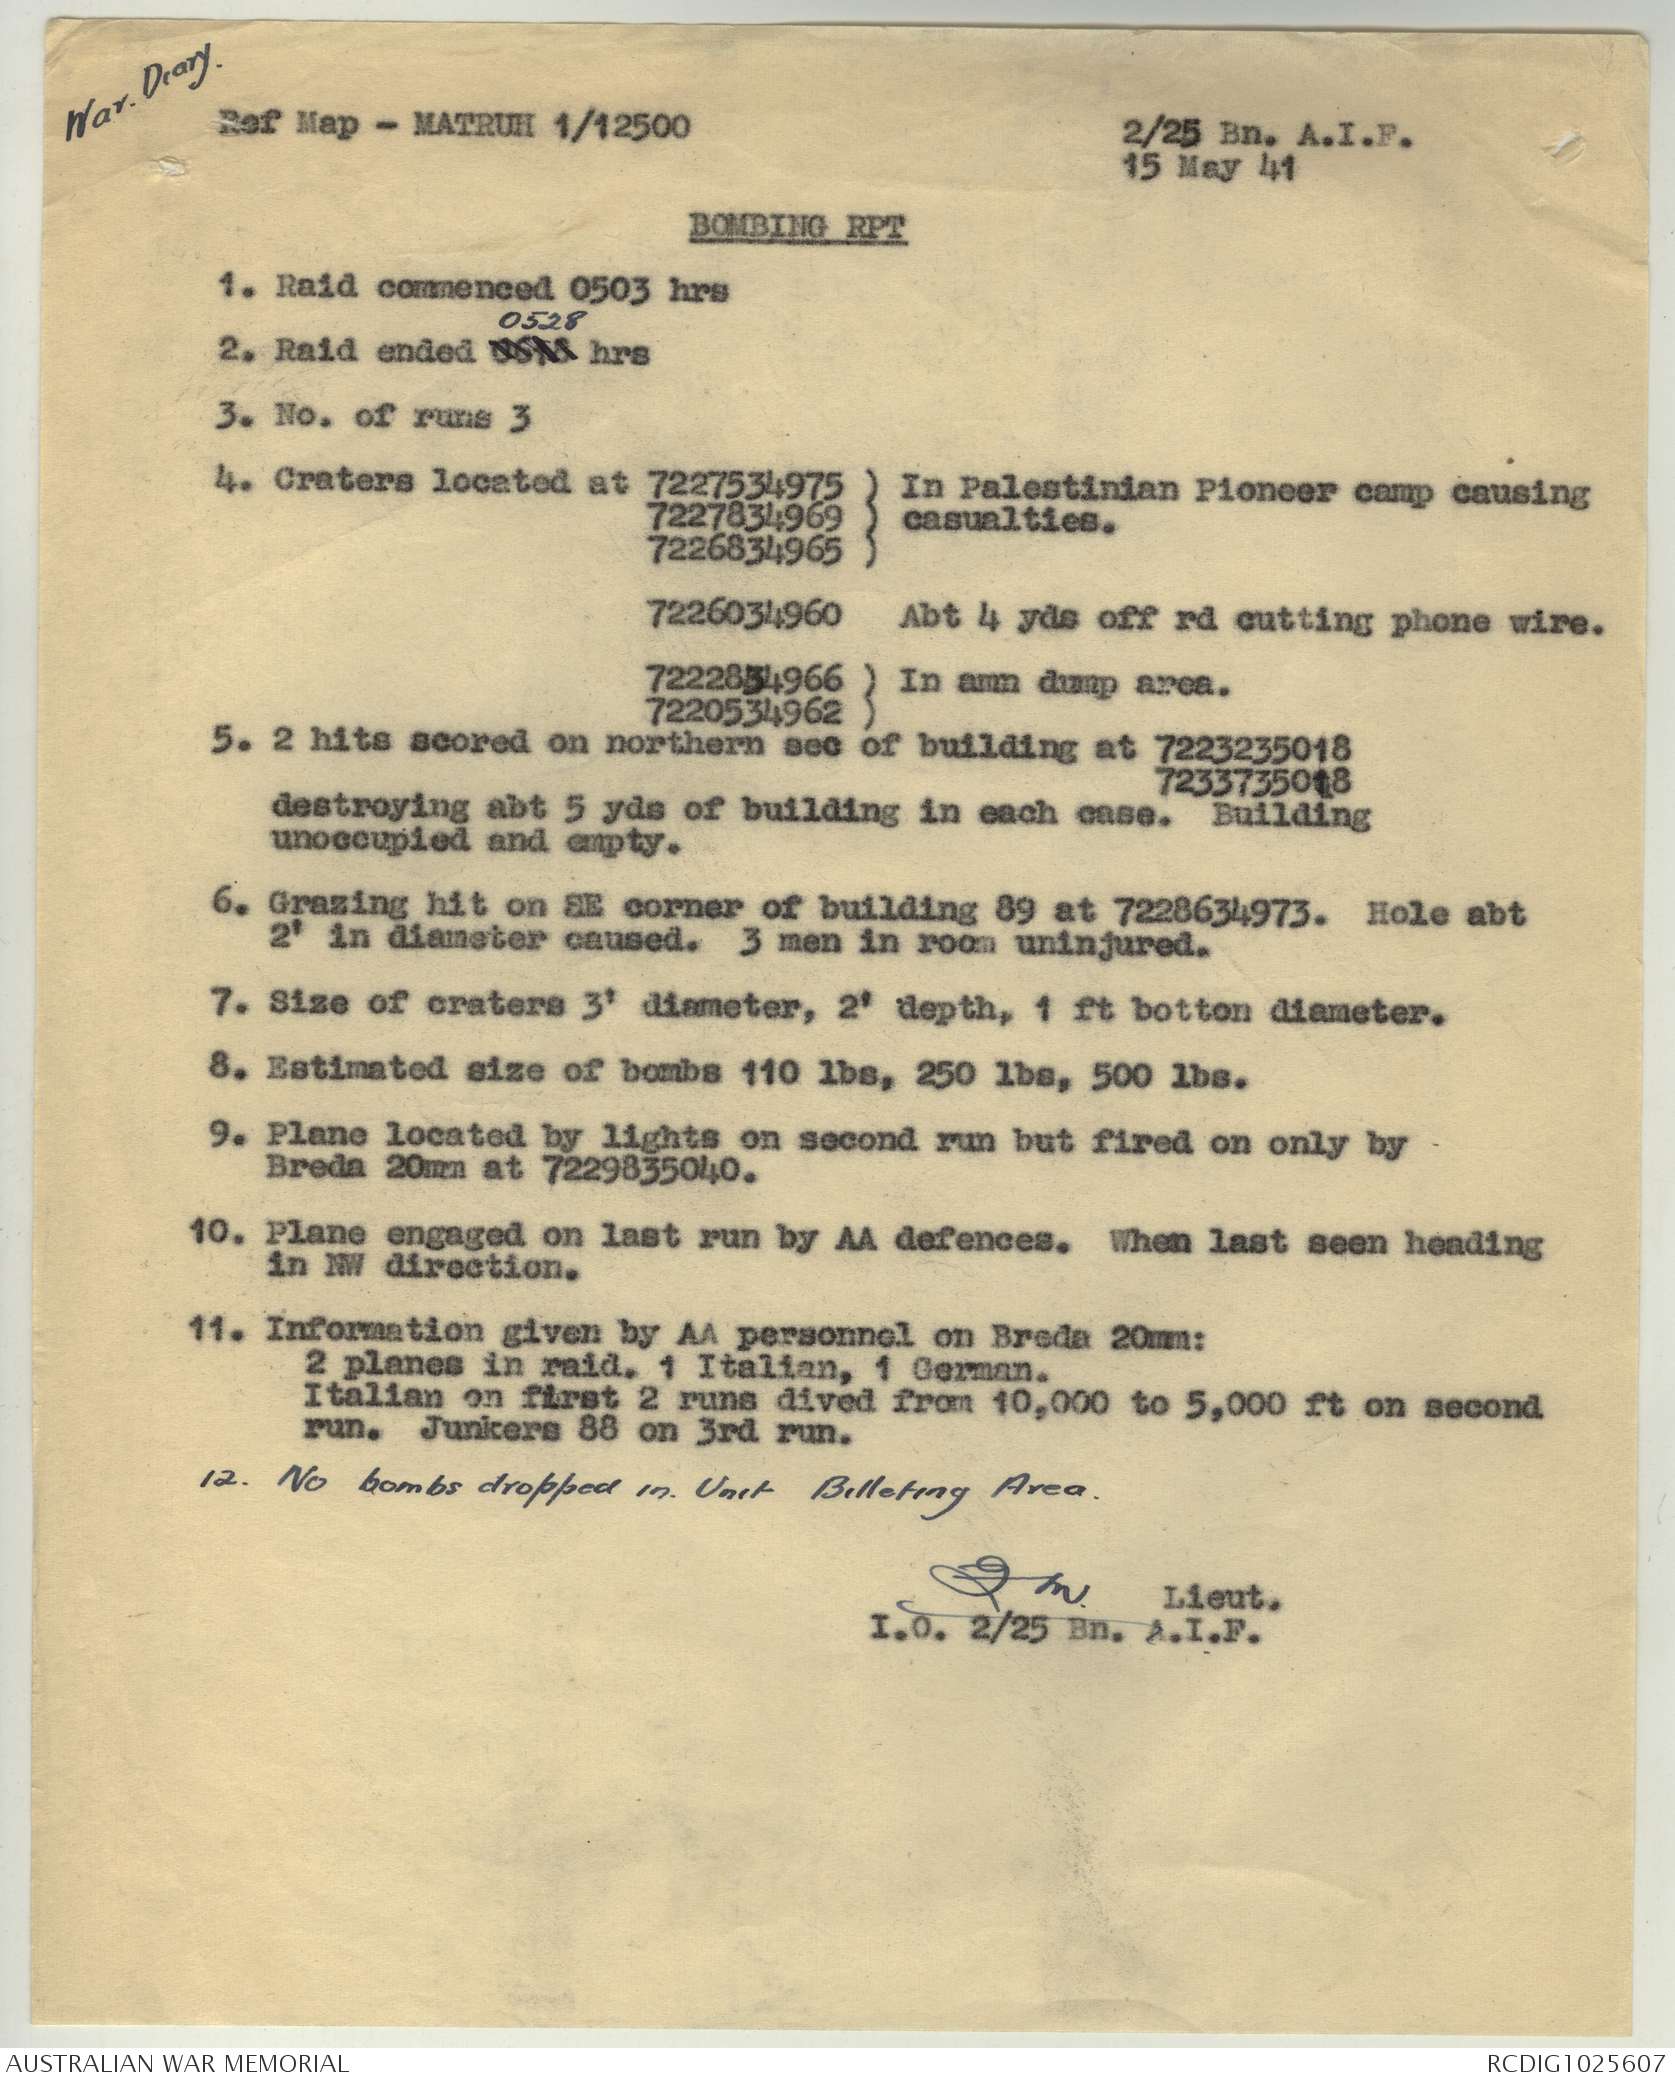 War. Diary.
Ref Map - MATRUH 1/12500
2/25 Bn. A.I.F.
15 May 41
BOMBING RPT
1. Raid commenced 0503 hrs
0528
2. Raid ended hrs
3. No. of runs 3
4. Craters located at 7227534975 ) In Palestinian Pioneer camp causing
7227834969 ) casualties.
7226834965 )
7226034960 Abt 4 yds off rd cutting phone wire.
7222834966 ) In amn dump area.
7220534962 )
5. 2 hits scored on northern sec of building at 7223235018
7233735018
destroying abt 5 yds of building in each case. Building
unoccupied and empty.
6. Grazing hit on SE corner of building 89 at 7228634973. Hole abt
2' in diameter caused. 3 men in room uninjured.
7. Size of craters 3' diameter, 2' depth, 1 ft botton diameter.
8. Estimated size of bombs 110 lbs, 250 lbs, 500 lbs.
9. Plane located by lights on second run but fired on only by
Breda 20mm at 7229835040.
10. Plane engaged on last run by AA defences. When last seen heading
in NW direction.
11. Information given by AA personnel on Breda 20mm:
2 planes in raid. 1 Italian, 1 German.
Italian on first 2 runs dived from 10,000 to 5,000 ft on second
run. Junkers 88 on 3rd run.
12. No bombs dropped in Unit Billeting Area.
Lieut.
I.O. 2/25 Bn. A.I.F.
AUSTRALIAN WAR MEMORIAL
RCDIG1025607